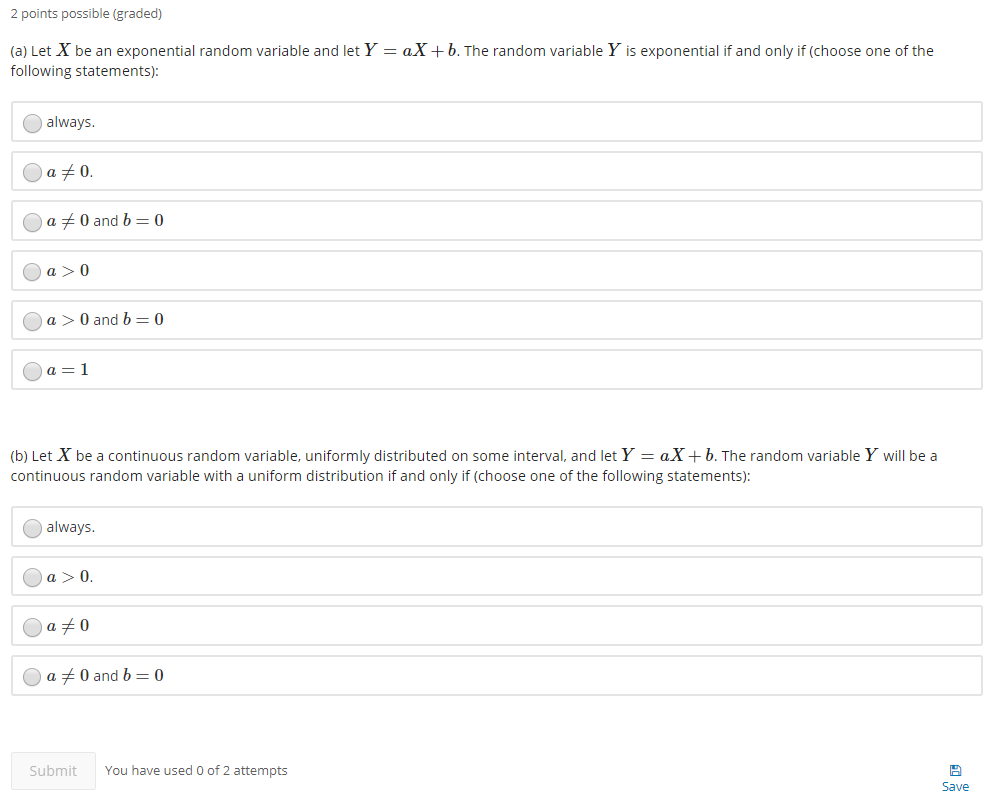 2 points possible (graded)
(a) Let X be an exponential random variable and let Y = aX + b. The random variable Y is exponential if and only if (choose one of the
following statements):
always.
a ≠ 0.
a ≠ 0 and b = 0
a > 0
a > 0 and b = 0
a = 1
(b) Let X be a continuous random variable, uniformly distributed on some interval, and let Y = aX + b. The random variable Y will be a
continuous random variable with a uniform distribution if and only if (choose one of the following statements):
always.
a > 0.
a ≠ 0
a ≠ 0 and b = 0
Submit You have used 0 of 2 attempts
Save